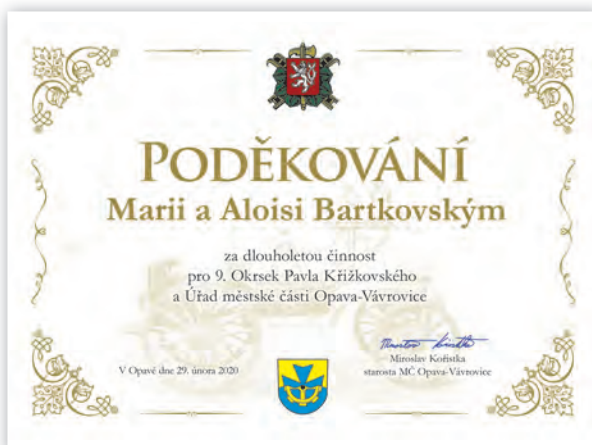 PODĚKOVÁNÍ
Marii a Aloisi Bartkovským
za dlouholetou činnost
pro 9. Okrsek Pavla Křížkovského
a Úřad městské části Opava-Vávrovice
V Opavě dne 29. února 2020
Miroslav Kořistka
starosta MČ Opava-Vávrovice